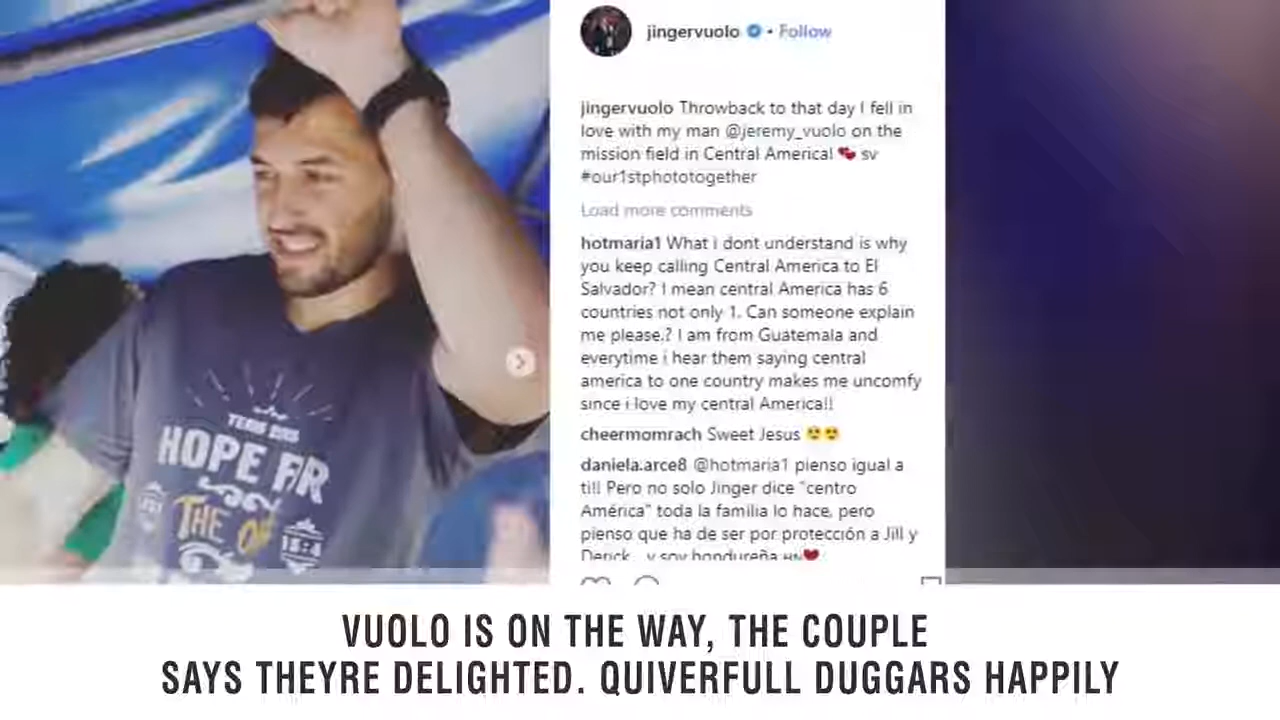 jingervuolo • Follow
jingervuolo Throwback to that day I fell in
love with my man @jeremy_vuolo on the
mission field in Central America! 💕 sv
#our1stphototogether
Load more comments
hotmaria1 What i dont understand is why
you keep calling Central America to El
Salvador? I mean central America has 6
countries not only 1. Can someone explain
me please.? I am from Guatemala and
everytime i hear them saying central
america to one country makes me uncomfy
since i love my central America!!
cheermomrach Sweet Jesus 😍😍
daniela.arce8 @hotmaria1 pienso igual a
ti!! Pero no solo Jinger dice "centro
América" toda la familia lo hace, pero
pienso que ha de ser por protección a Jill y
Derick... y soy hondureña ❤
TEAM
HOPE FOR
THE
VUOLO IS ON THE WAY, THE COUPLE
SAYS THEYRE DELIGHTED. QUIVERFULL DUGGARS HAPPILY